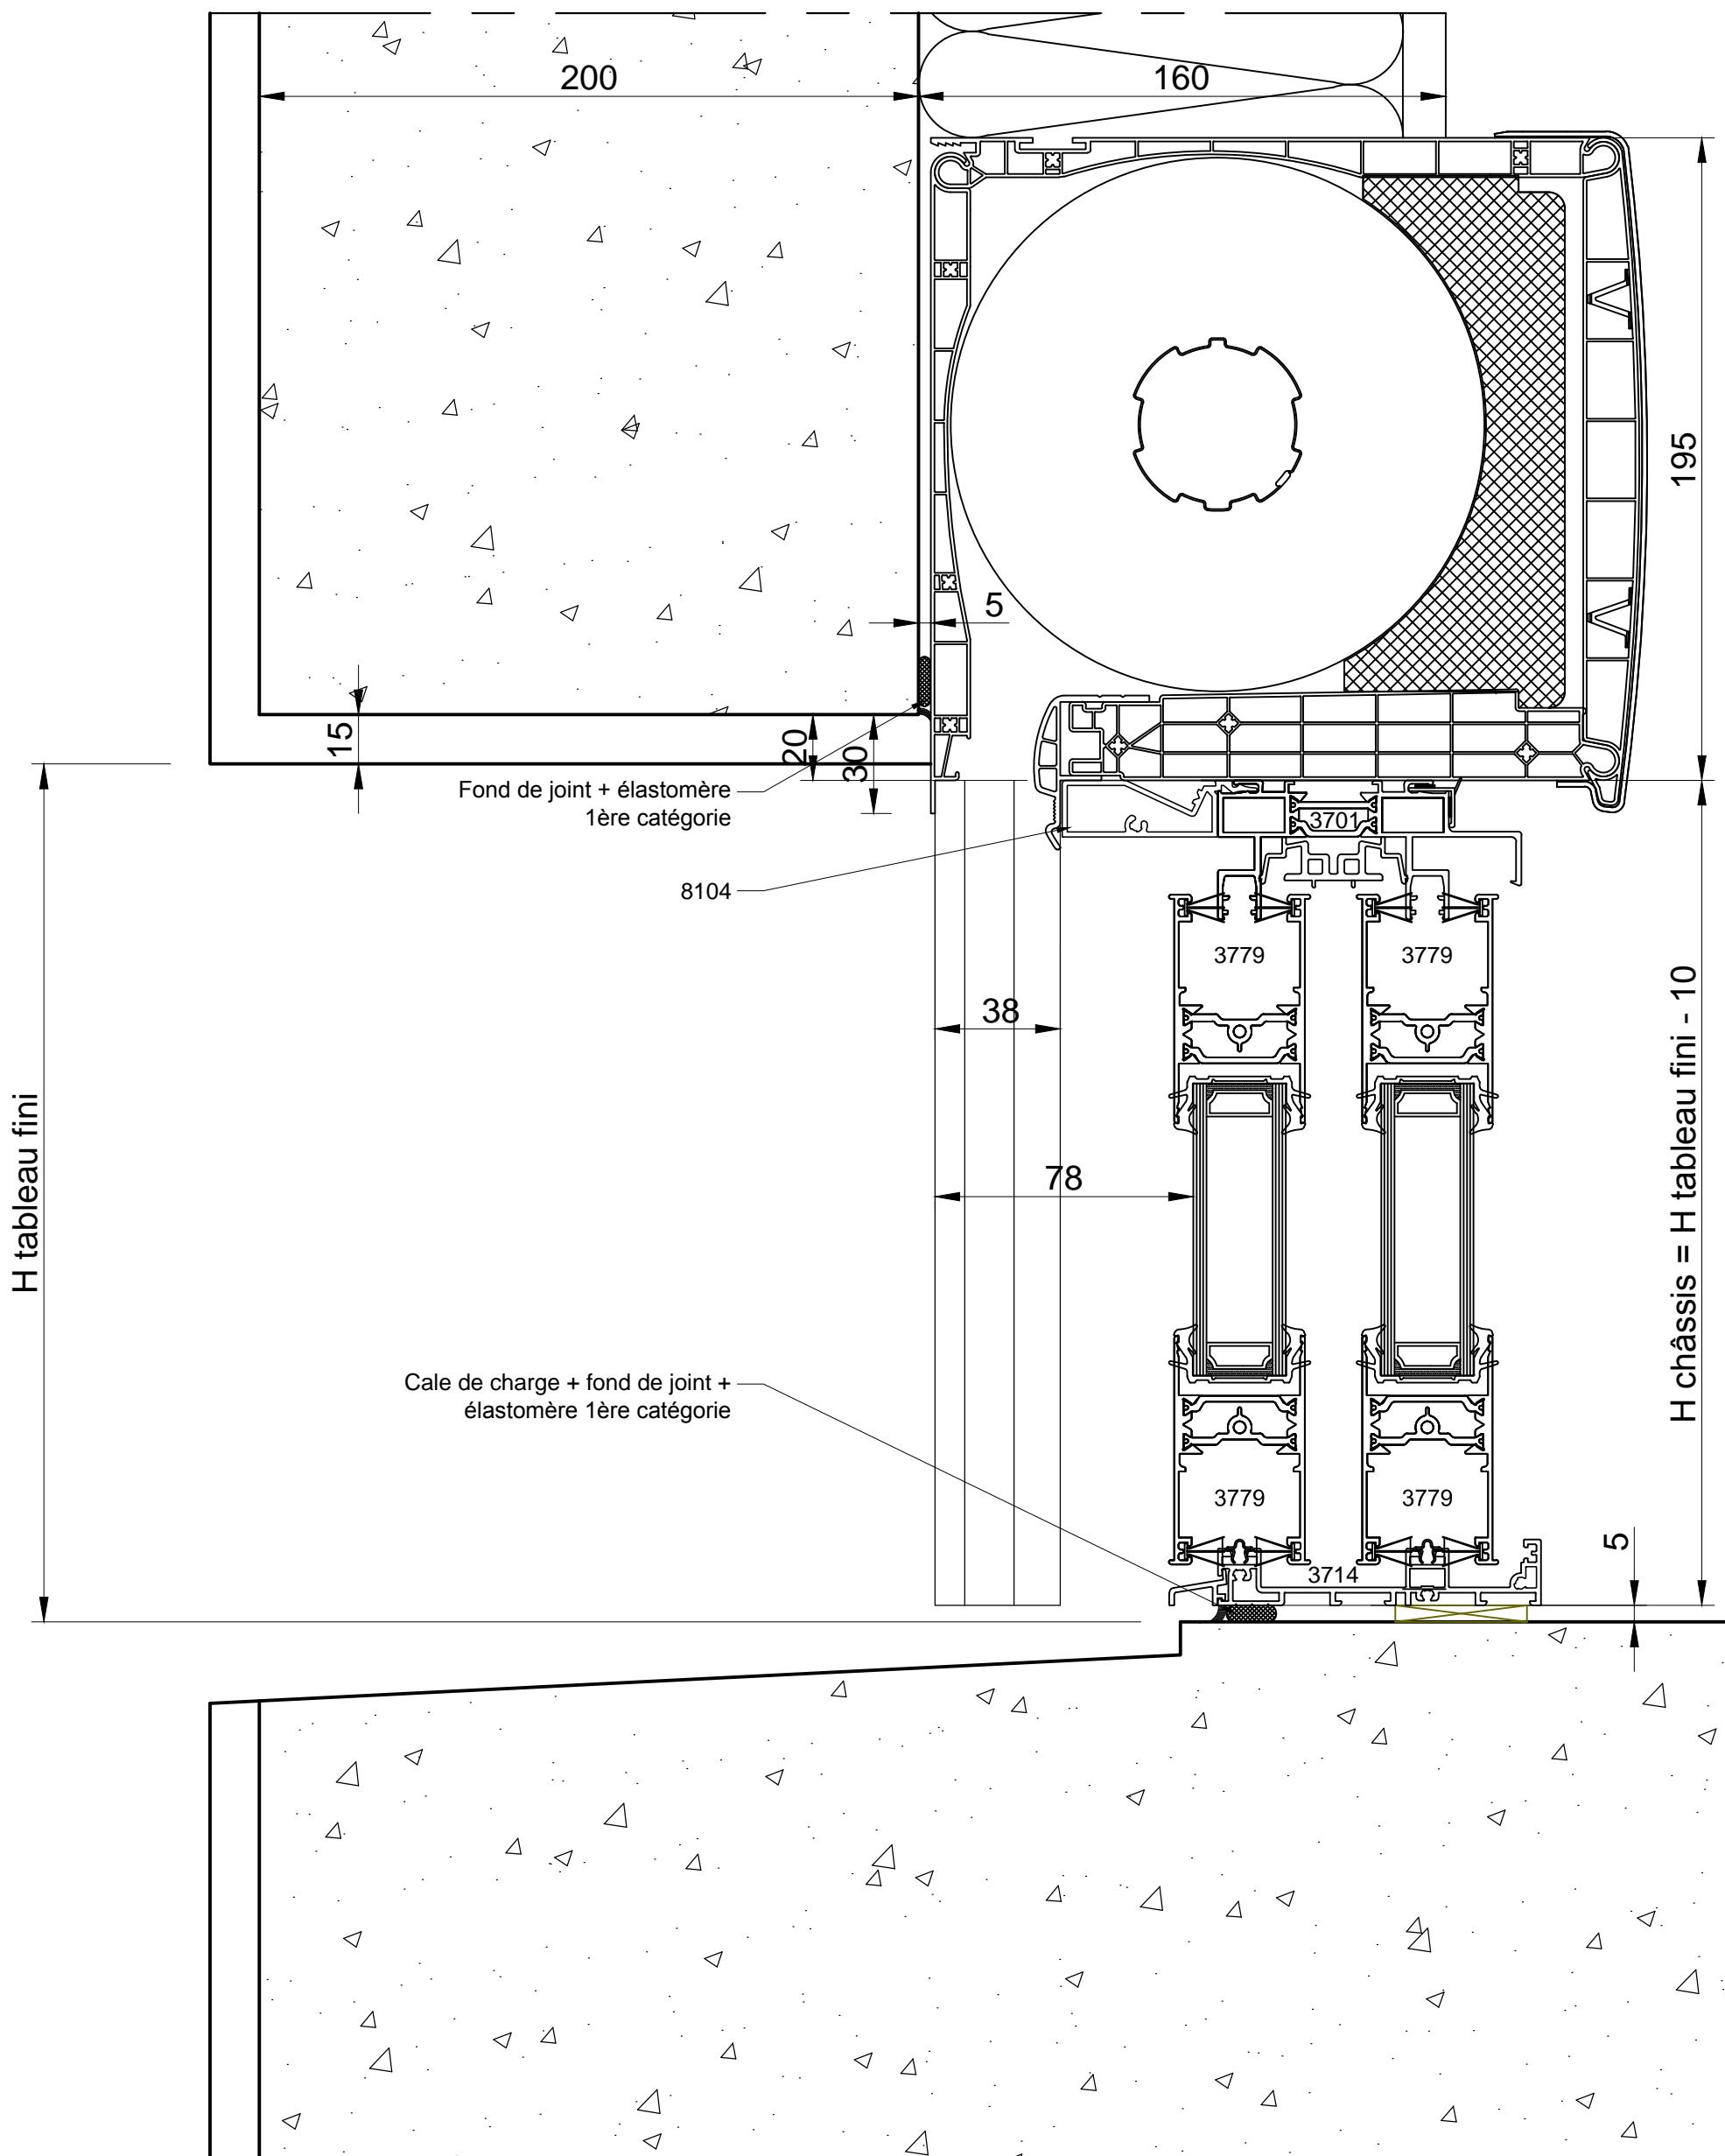 200
160
195
5
15
20
30
Fond de joint + élastomère
1ère catégorie
3701
8104
3779
3779
38
78
H tableau fini
H châssis = H tableau fini - 10
Cale de charge + fond de joint +
élastomère 1ère catégorie
3779
3779
5
3714